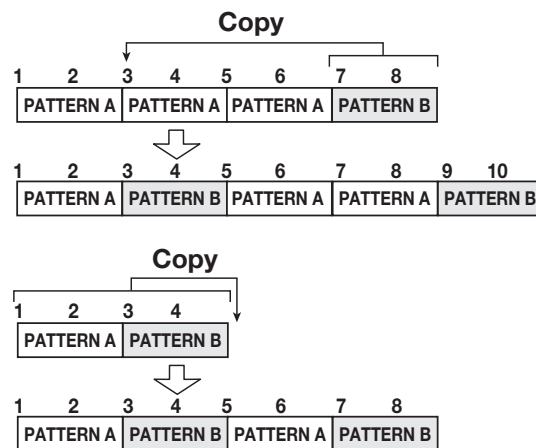 Copy
1 2 3 4 5 6 7 8
PATTERN A PATTERN A PATTERN A PATTERN B
1 2 3 4 5 6 7 8 9 10
PATTERN A PATTERN B PATTERN A PATTERN A PATTERN B
Copy
1 2 3 4
PATTERN A PATTERN B
1 2 3 4 5 6 7 8
PATTERN A PATTERN B PATTERN A PATTERN B